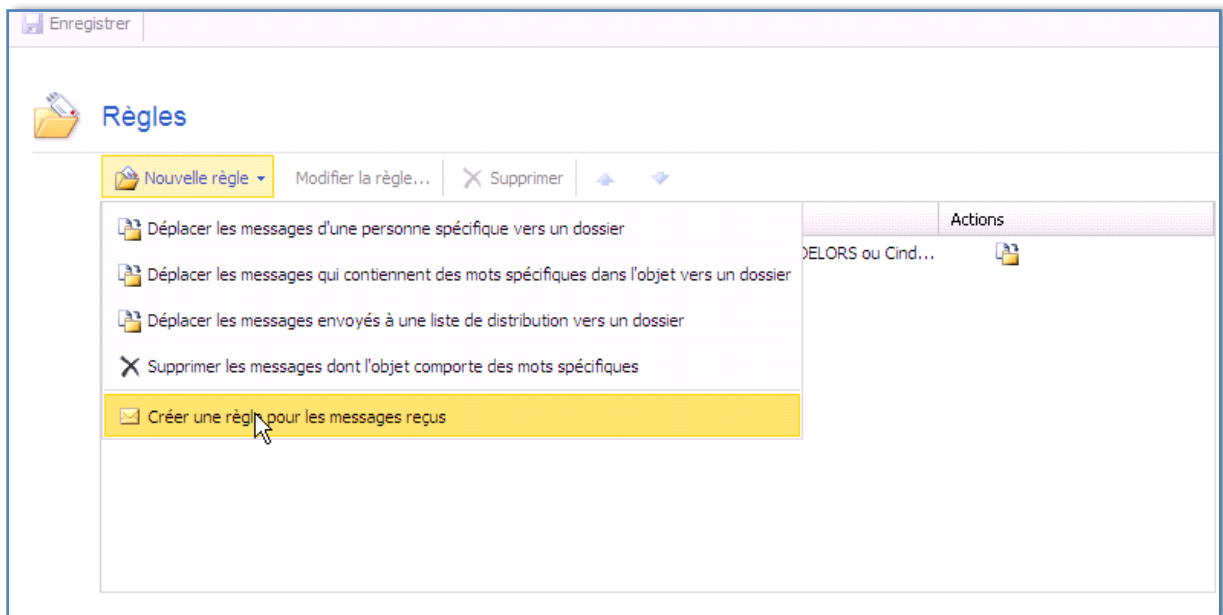 Enregistrer
Règles
Nouvelle règle Modifier la règle... Supprimer
Actions
Déplacer les messages d'une personne spécifique vers un dossier
DELORS ou Cind...
Déplacer les messages qui contiennent des mots spécifiques dans l'objet vers un dossier
Déplacer les messages envoyés à une liste de distribution vers un dossier
Supprimer les messages dont l'objet comporte des mots spécifiques
Créer une règle pour les messages reçus